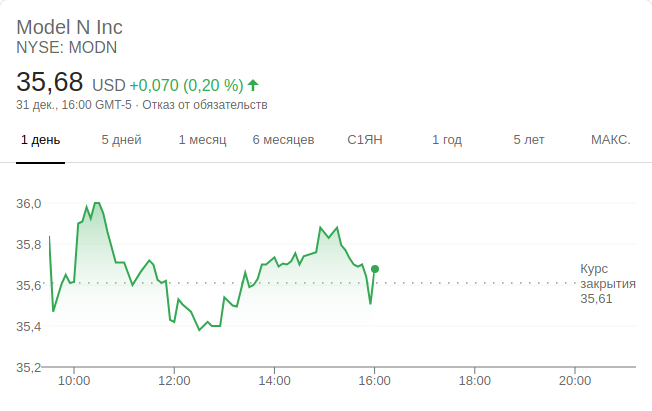 Model N Inc
NYSE: MODN
35,68 USD +0,070 (0,20 %)
31 дек., 16:00 GMT-5 · Отказ от обязательств
1 день 5 дней 1 месяц 6 месяцев С1ЯН 1 год 5 лет МАКС.
36,0
35,8
35,6
35,4
35,2
Курс
закрытия
35,61
10:00 12:00 14:00 16:00 18:00 20:00